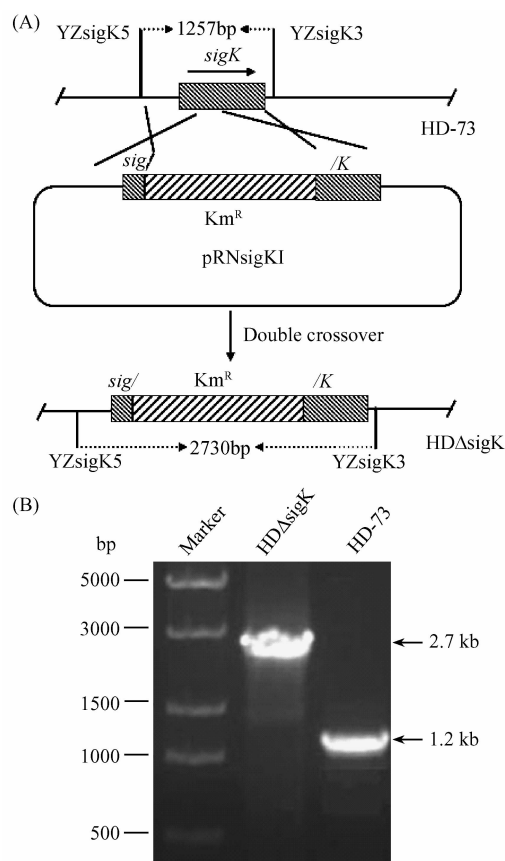 (A)
YZsigK5
1257bp
YZsigK3
sigK
HD-73
sig/
/K
Kmᴿ
pRNsigKI
Double crossover
sig/
Kmᴿ
/K
YZsigK5
2730bp
YZsigK3
HDΔsigK
(B)
bp
Marker
HDΔsigK
HD-73
5000
3000
2.7 kb
1500
1.2 kb
1000
500